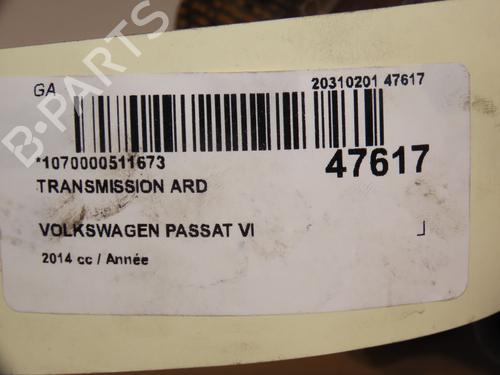 B-PARTS
GA
20310201 47617
*1070000511673
47617
TRANSMISSION ARD
VOLKSWAGEN PASSAT VI
2014 cc / Année